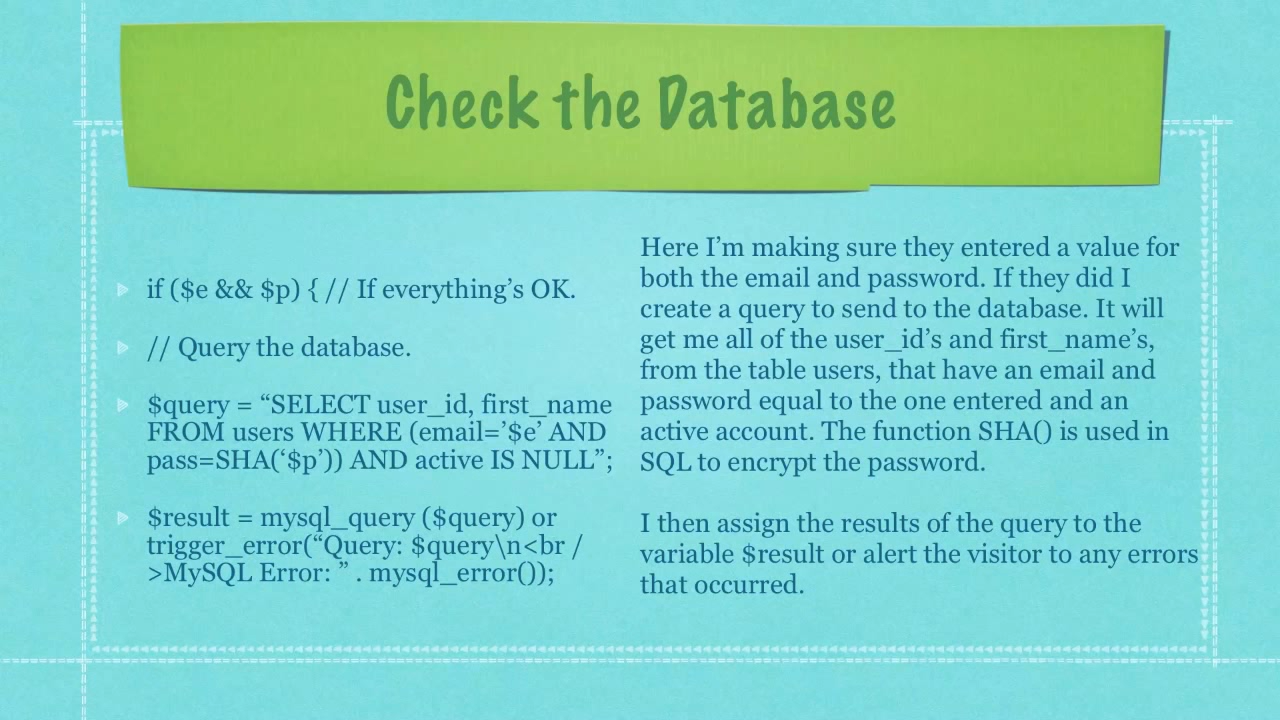 Check the Database
if ($e && $p) { // If everything’s OK.
// Query the database.
$query = “SELECT user_id, first_name
FROM users WHERE (email=’$e’ AND
pass=SHA(‘$p’)) AND active IS NULL”;
$result = mysql_query ($query) or
trigger_error(“Query: $query\n<br /
>MySQL Error: ” . mysql_error());
Here I’m making sure they entered a value for
both the email and password. If they did I
create a query to send to the database. It will
get me all of the user_id’s and first_name’s,
from the table users, that have an email and
password equal to the one entered and an
active account. The function SHA() is used in
SQL to encrypt the password.
I then assign the results of the query to the
variable $result or alert the visitor to any errors
that occurred.